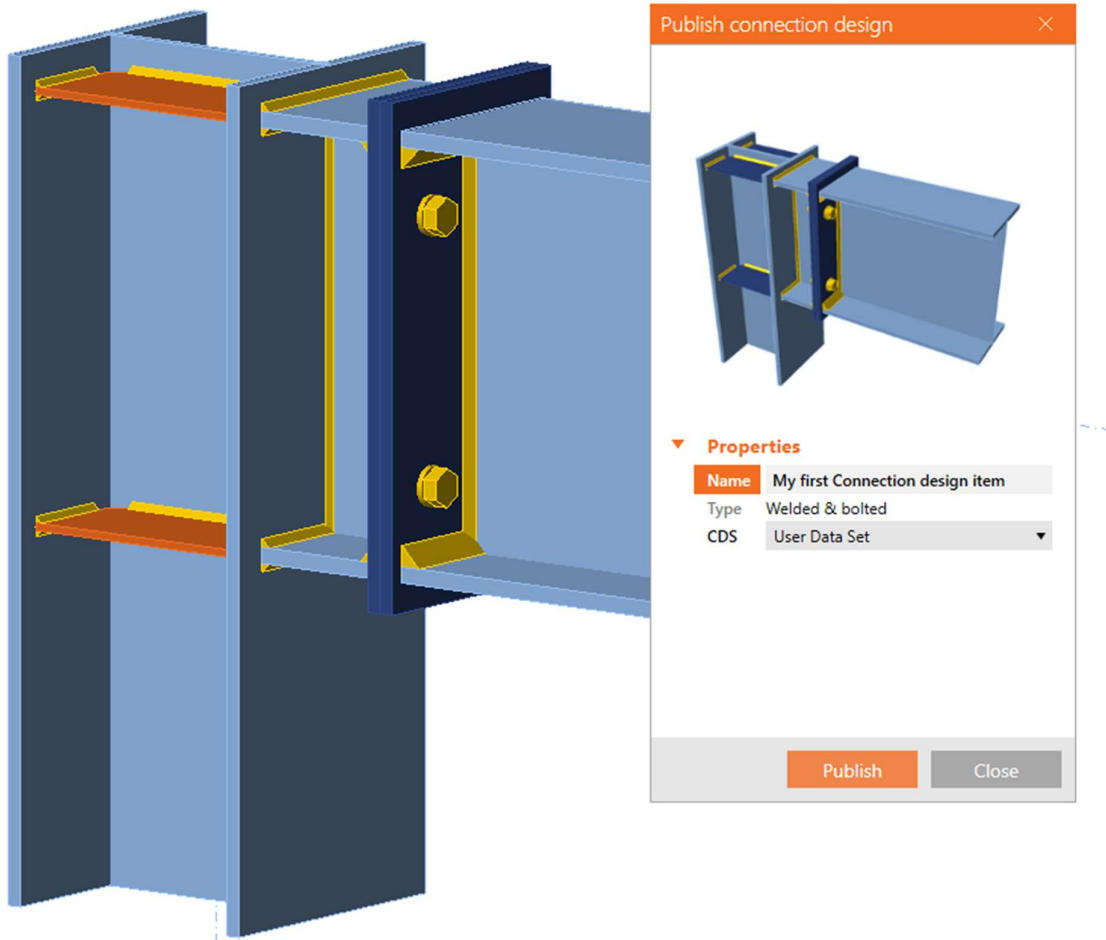 Publish connection design
Properties
Name My first Connection design item
Type Welded & bolted
CDS User Data Set
Publish Close